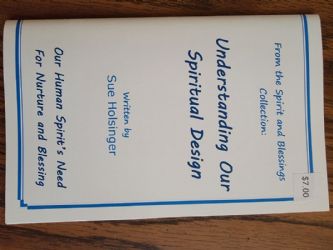 From the Spirit and Blessings
Collection:
$7.00
Understanding Our
Spiritual Design
Written by
Sue Holsinger
Our Human Spirit's Need
For Nurture and Blessing